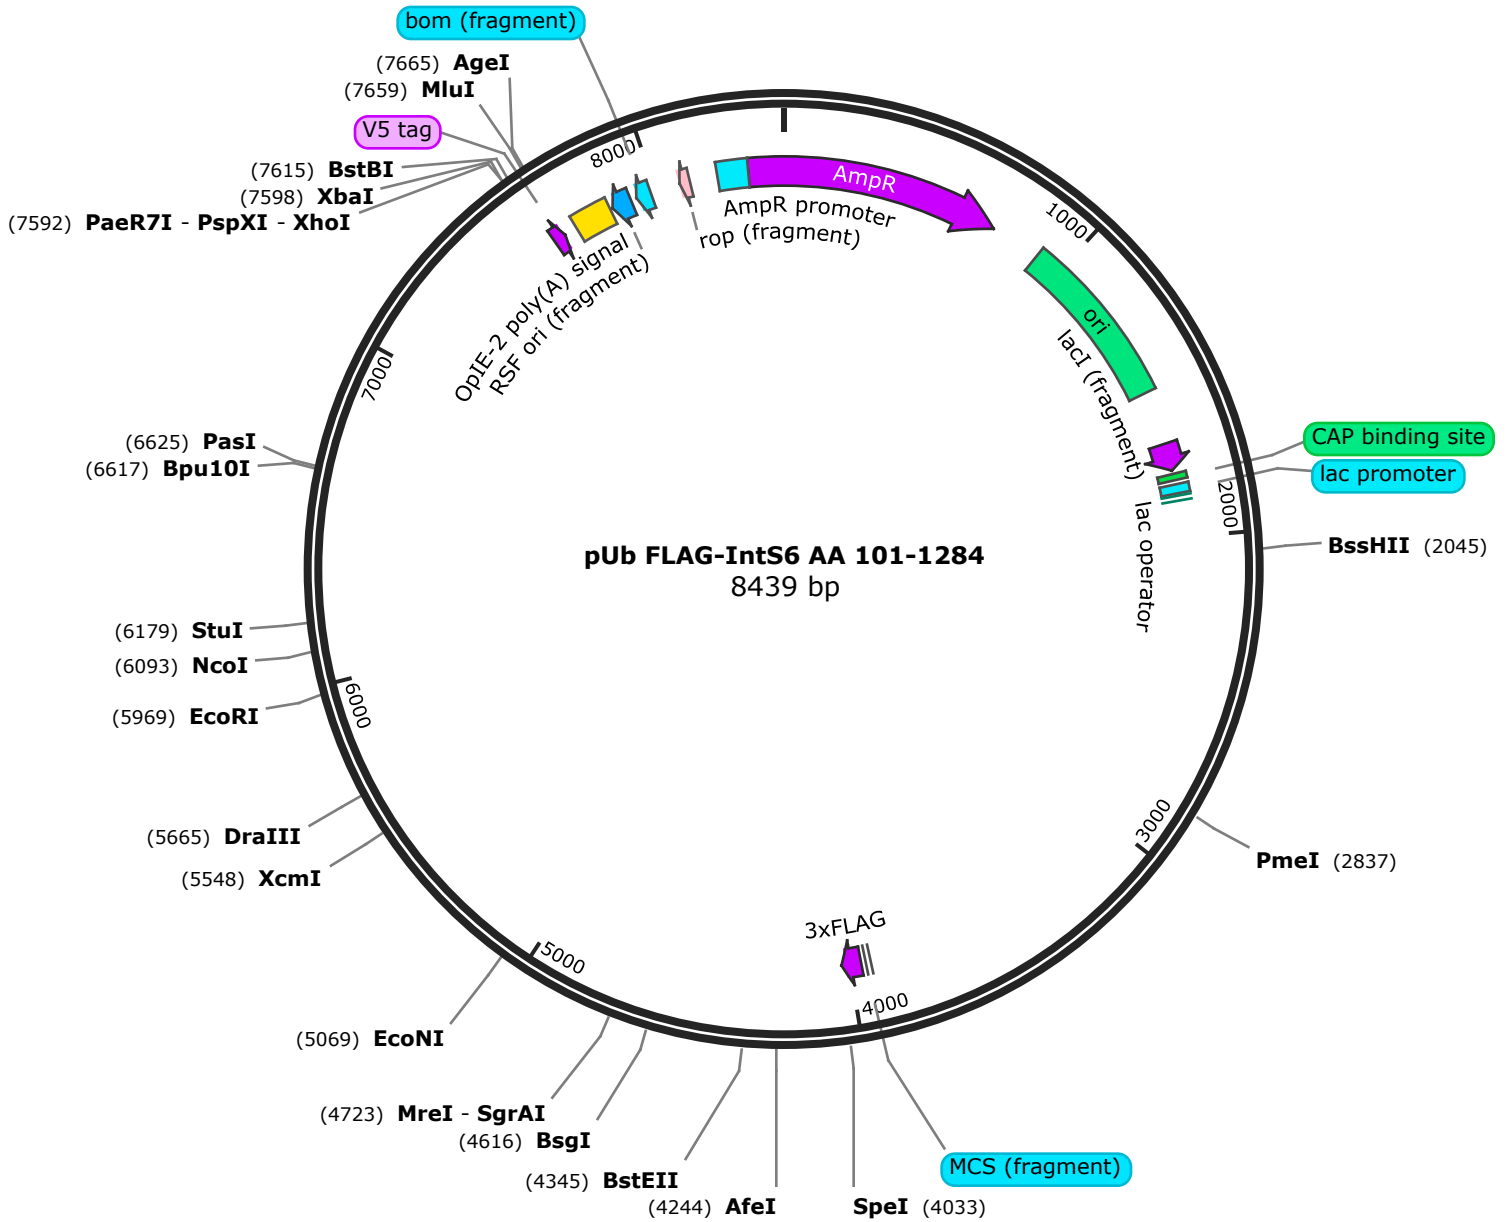 bom (fragment)
(7665) AgeI
(7659) MluI
V5 tag
(7615) BstBI
(7598) XbaI
(7592) PaeR7I - PspXI - XhoI
8000
AmpR
AmpR promoter
rop (fragment)
1000
OpIE-2 poly(A) signal
RSF ori (fragment)
ori
lacI (fragment)
7000
(6625) PasI
(6617) Bpu10I
CAP binding site
lac promoter
2000
lac operator
BssHII (2045)
pUb FLAG-IntS6 AA 101-1284
8439 bp
(6179) StuI
(6093) NcoI
(5969) EcoRI
6000
(5665) DraIII
(5548) XcmI
3000
PmeI (2837)
3xFLAG
5000
4000
(5069) EcoNI
(4723) MreI - SgrAI
(4616) BsgI
(4345) BstEII
(4244) AfeI
SpeI (4033)
MCS (fragment)